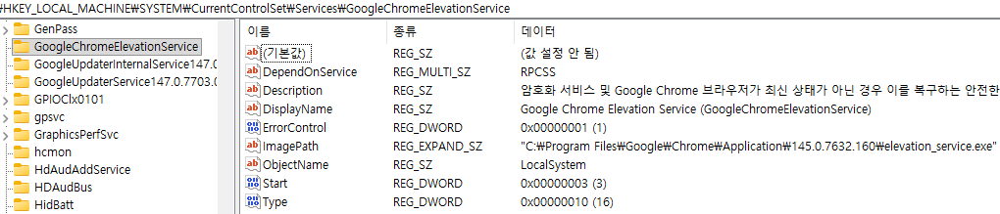 HKEY_LOCAL_MACHINE₩SYSTEM₩CurrentControlSet₩Services₩GoogleChromeElevationService
GenPass
GoogleChromeElevationService
GoogleUpdaterInternalService147.0
GoogleUpdaterService147.0.7703.0
GPIOClx0101
gpsvc
GraphicsPerfSvc
hcmon
HdAudAddService
HDAudBus
HidBatt
이름 종류 데이터
(기본값) REG_SZ (값 설정 안 됨)
DependOnService REG_MULTI_SZ RPCSS
Description REG_SZ 암호화 서비스 및 Google Chrome 브라우저가 최신 상태가 아닌 경우 이를 복구하는 안전한
DisplayName REG_SZ Google Chrome Elevation Service (GoogleChromeElevationService)
ErrorControl REG_DWORD 0x00000001 (1)
ImagePath REG_EXPAND_SZ "C:₩Program Files₩Google₩Chrome₩Application₩145.0.7632.160₩elevation_service.exe"
ObjectName REG_SZ LocalSystem
Start REG_DWORD 0x00000003 (3)
Type REG_DWORD 0x00000010 (16)